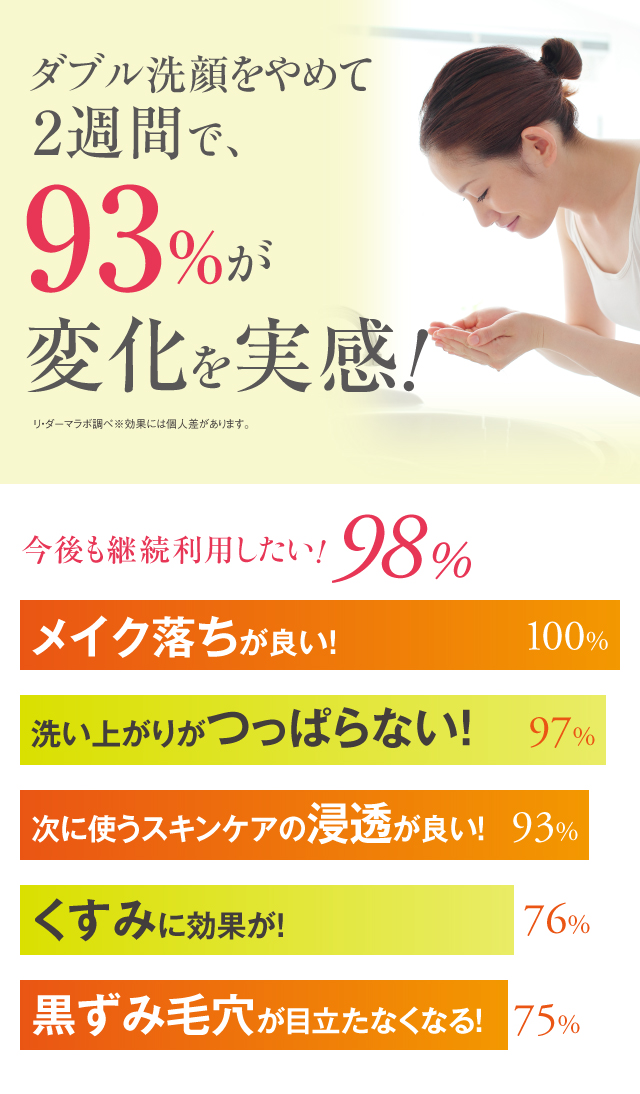 ダブル洗顔をやめて
2週間で、
93%が
変化を実感!
リ・ダーマラボ調べ※効果には個人差があります。
今後も継続利用したい! 98%
メイク落ちが良い! 100%
洗い上がりがつっぱらない! 97%
次に使うスキンケアの浸透が良い! 93%
くすみに効果が! 76%
黒ずみ毛穴が目立たなくなる! 75%